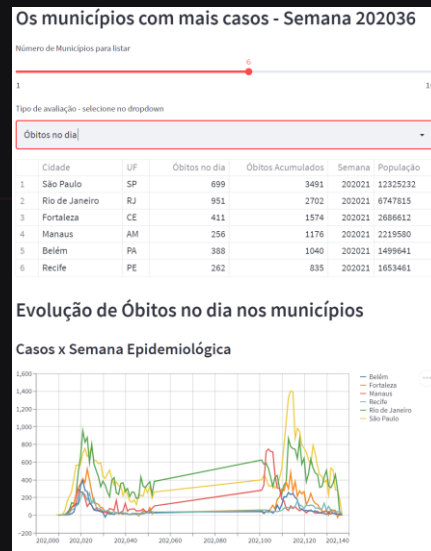 Os municípios com mais casos - Semana 202036
Número de Municípios para listar
6
1
Tipo de avaliação - selecione no dropdown
Óbitos no dia
Cidade UF Óbitos no dia Óbitos Acumulados Semana População
1 São Paulo SP 699 3491 202021 12325232
2 Rio de Janeiro RJ 951 2702 202021 6747815
3 Fortaleza CE 411 1574 202021 2686612
4 Manaus AM 256 1176 202021 2219580
5 Belém PA 388 1040 202021 1499641
6 Recife PE 262 835 202021 1653461
Evolução de Óbitos no dia nos municípios
Casos x Semana Epidemiológica
1,600
1,400
1,200
1,000
800
600
400
200
0
-200
202,000 202,020 202,040 202,060 202,080 202,100 202,120 202,140
Belém
Fortaleza
Manaus
Recife
Rio de Janeiro
São Paulo